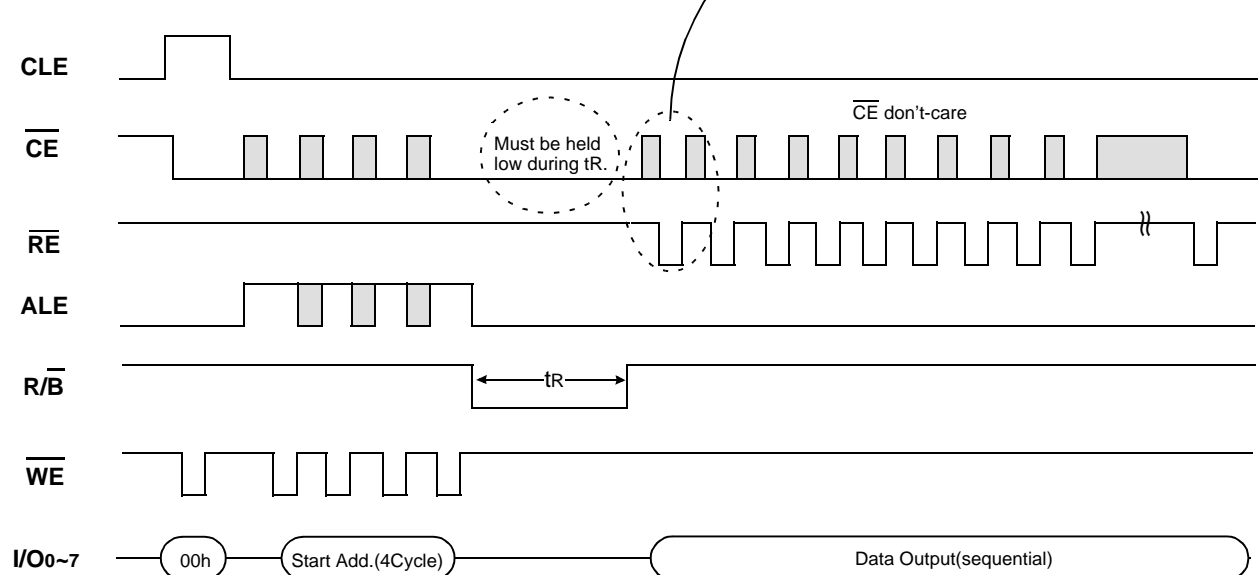 CLE
CE
CE don't-care
Must be held
low during tR.
RE
ALE
R/B
tR
WE
I/O0~7
00h
Start Add.(4Cycle)
Data Output(sequential)